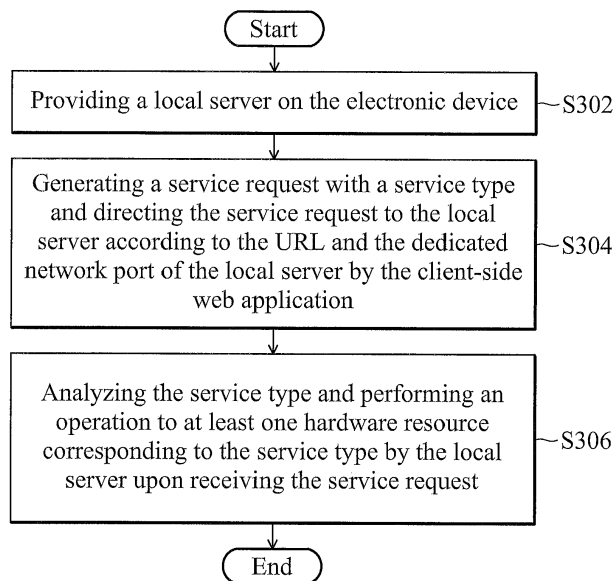 Start
Providing a local server on the electronic device
S302
Generating a service request with a service type
and directing the service request to the local
server according to the URL and the dedicated
network port of the local server by the client-side
web application
S304
Analyzing the service type and performing an
operation to at least one hardware resource
corresponding to the service type by the local
server upon receiving the service request
S306
End